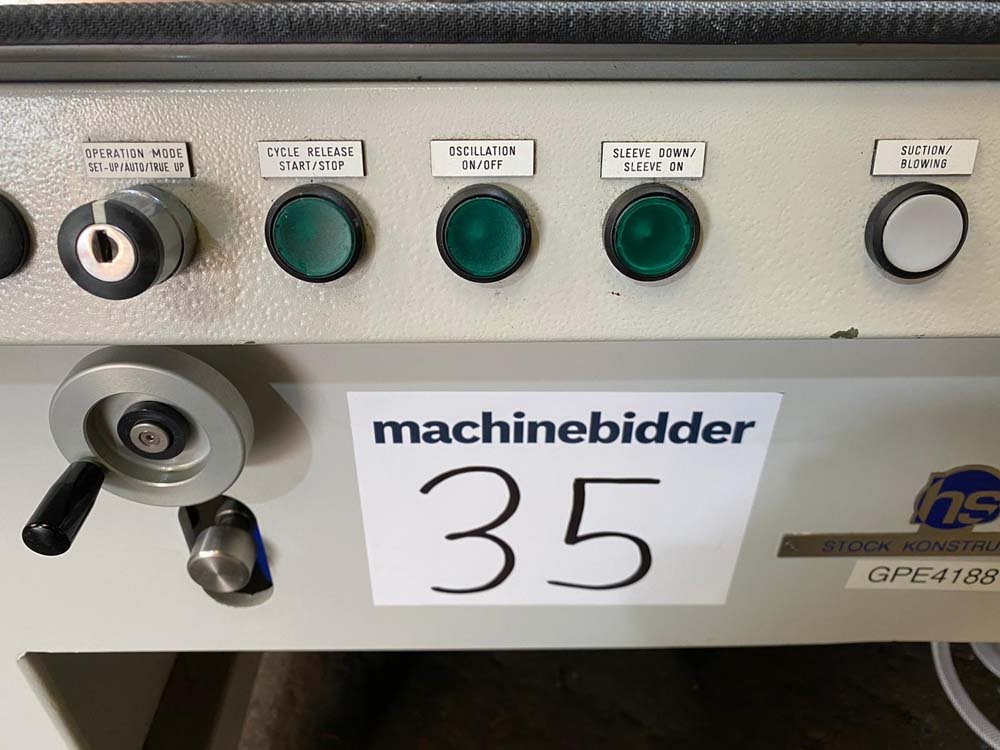 OPERATION MODE
SET-UP/AUTO/TRUE UP
CYCLE RELEASE
START/STOP
OSCILLATION
ON/OFF
SLEEVE DOWN/
SLEEVE ON
SUCTION/
BLOWING
machinebidder
35
hs
STOCK KONSTRU
GPE4188